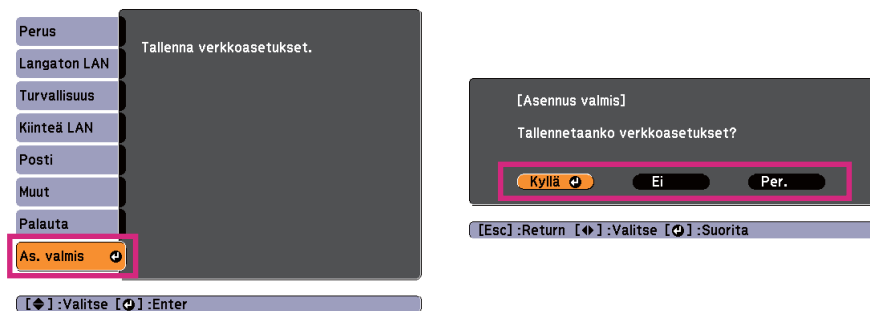 Perus
Langaton LAN
Turvallisuus
Kiinteä LAN
Posti
Muut
Palauta
As. valmis
Tallenna verkkoasetukset.
[ ] :Valitse [ ] :Enter
[Asennus valmis]
Tallennetaanko verkkoasetukset?
Kyllä Ei Per.
[Esc] :Return [ ] :Valitse [ ] :Suorita